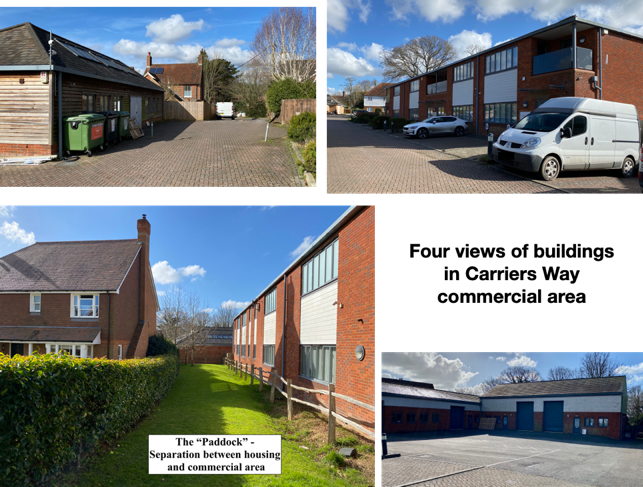 Four views of buildings
in Carriers Way
commercial area
The “Paddock” -
Separation between housing
and commercial area